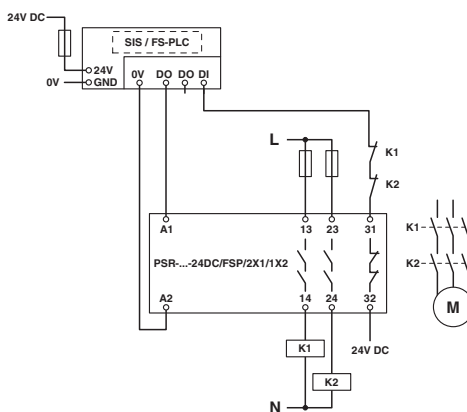 24V DC
SIS / FS-PLC
24V
0V
GND
0V DO DO DI
K1
L
K2
A1 13 23 31
K1
PSR-...-24DC/FSP/2X1/1X2
K2
A2 14 24 32
M
K1
24V DC
K2
N